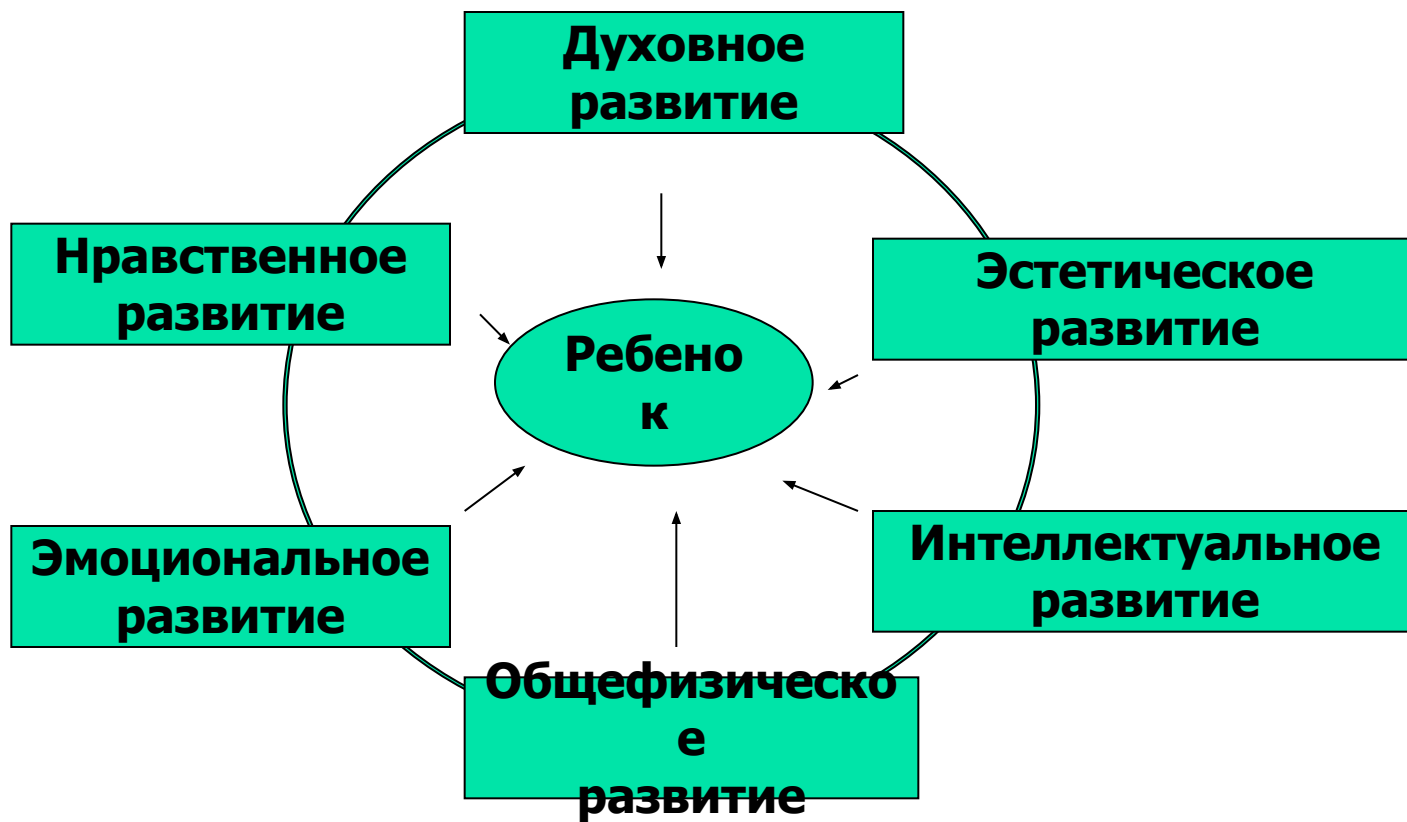 Духовное
развитие
Нравственное
развитие
Эстетическое
развитие
Ребено
к
Эмоциональное
развитие
Интеллектуальное
развитие
Общефизическо
е
развитие